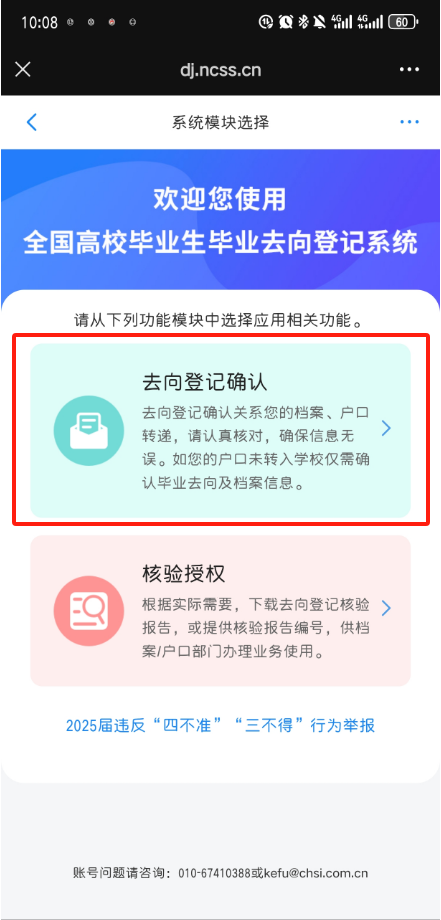 10:08
4G 4G 60
dj.ncss.cn
系统模块选择
欢迎您使用
全国高校毕业生毕业去向登记系统
请从下列功能模块中选择应用相关功能。
去向登记确认
去向登记确认关系您的档案、户口
转递，请认真核对，确保信息无
误。如您的户口未转入学校仅需确
认毕业去向及档案信息。
核验授权
根据实际需要，下载去向登记核验
报告，或提供核验报告编号，供档
案/户口部门办理业务使用。
2025届违反“四不准”“三不得”行为举报
账号问题请咨询：010-67410388或kefu@chsi.com.cn